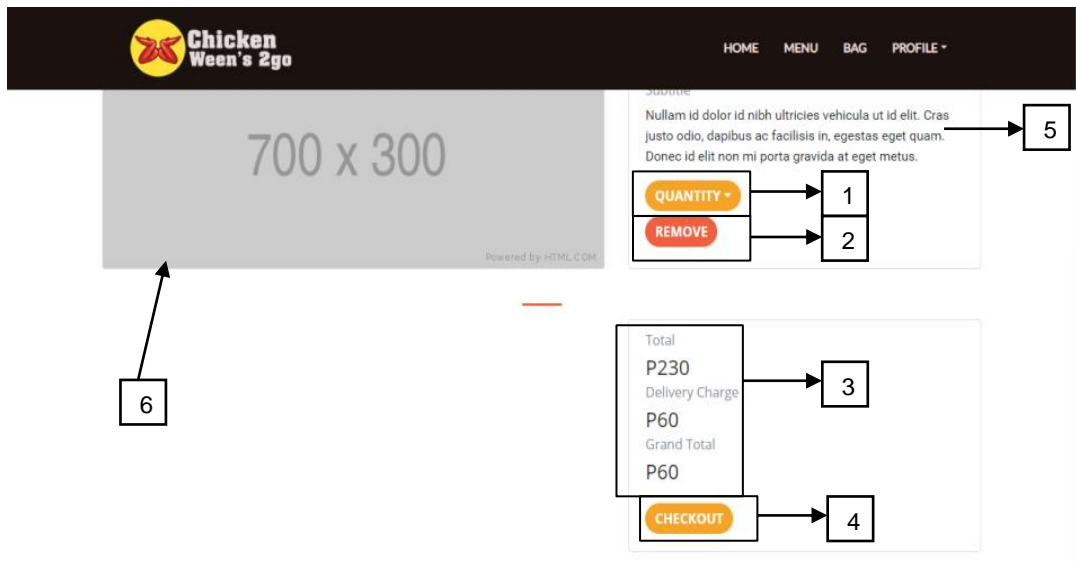 Chicken
Ween's 2go
HOME MENU BAG PROFILE
Subtitle
Nullam id dolor id nibh ultricies vehicula ut id elit. Cras
justo odio, dapibus ac facilisis in, egestas eget quam.
Donec id elit non mi porta gravida at eget metus.
5
700 x 300
Powered by HTML.COM
QUANTITY
1
REMOVE
2
6
Total
P230
Delivery Charge
P60
Grand Total
P60
3
CHECKOUT
4